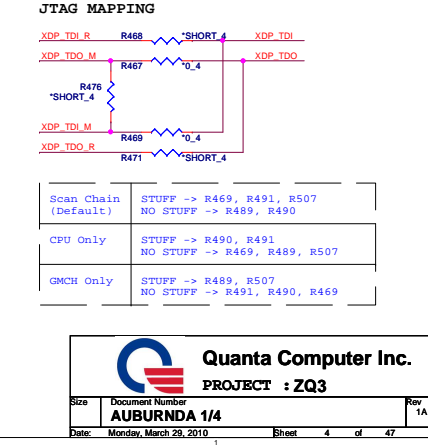 JTAG MAPPING
XDP_TDI_R R468 *SHORT_4 XDP_TDI
XDP_TDO_M R467 *0_4 XDP_TDO
R476
*SHORT_4
XDP_TDI_M R469 *0_4
XDP_TDO_R R471 *SHORT_4
Scan Chain STUFF -> R469, R491, R507
(Default) NO STUFF -> R489, R490
CPU Only STUFF -> R490, R491
NO STUFF -> R469, R489, R507
GMCH Only STUFF -> R489, R507
NO STUFF -> R491, R490, R469
Quanta Computer Inc.
PROJECT : ZQ3
Size Document Number Rev
AUBURNDA 1/4 1A
Date: Monday, March 29, 2010 Sheet 4 of 47
1